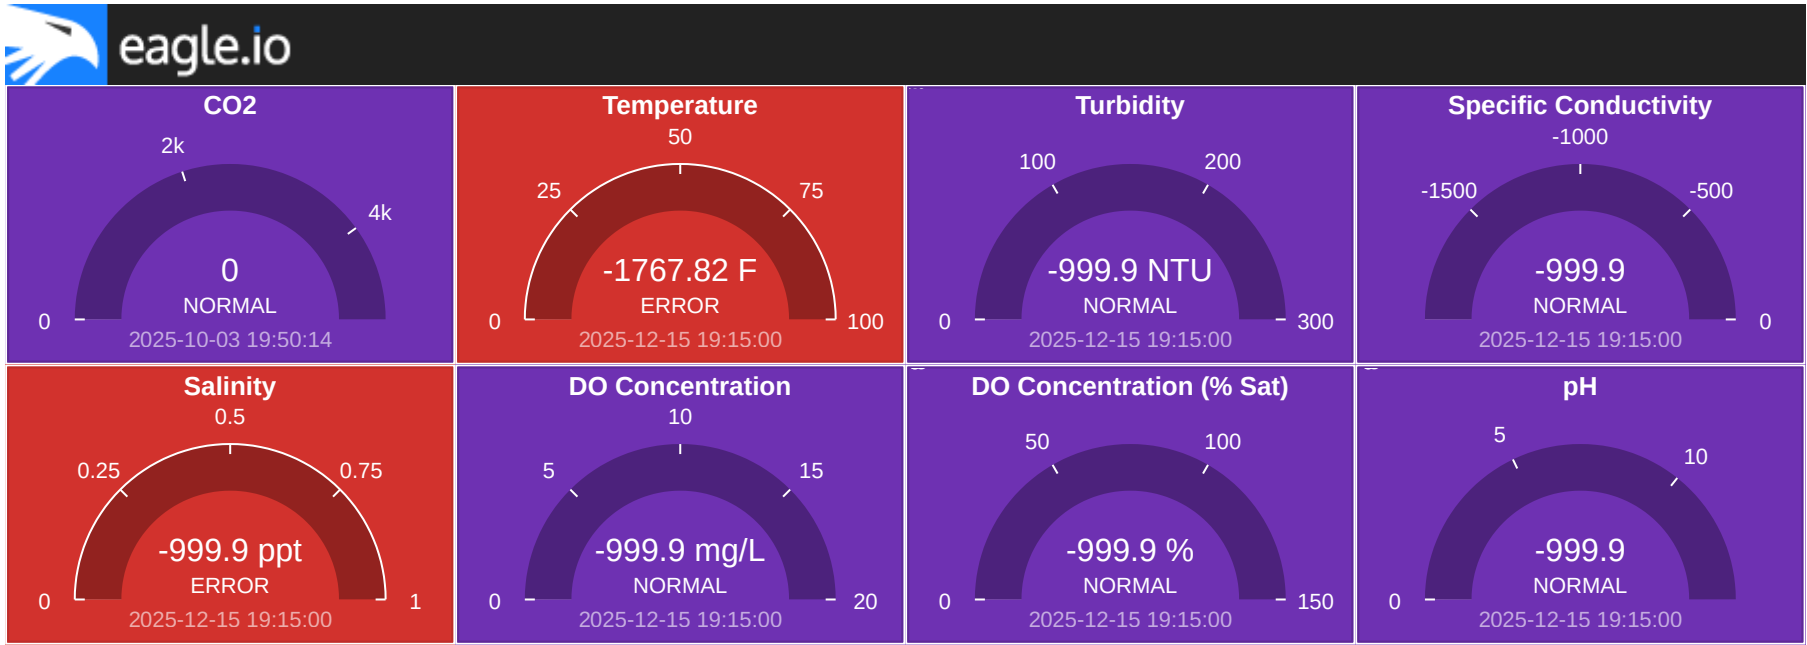 eagle.io
CO2
2k
4k
0
0
NORMAL
2025-10-03 19:50:14
Temperature
50
25
75
-1767.82 F
ERROR
0
100
2025-12-15 19:15:00
Turbidity
100
200
-999.9 NTU
NORMAL
0
300
2025-12-15 19:15:00
Specific Conductivity
-1000
-1500
-500
-999.9
NORMAL
0
2025-12-15 19:15:00
Salinity
0.5
0.25
0.75
-999.9 ppt
ERROR
0
1
2025-12-15 19:15:00
DO Concentration
10
5
15
-999.9 mg/L
NORMAL
0
20
2025-12-15 19:15:00
DO Concentration (% Sat)
50
100
-999.9 %
NORMAL
0
150
2025-12-15 19:15:00
pH
5
10
-999.9
NORMAL
0
2025-12-15 19:15:00